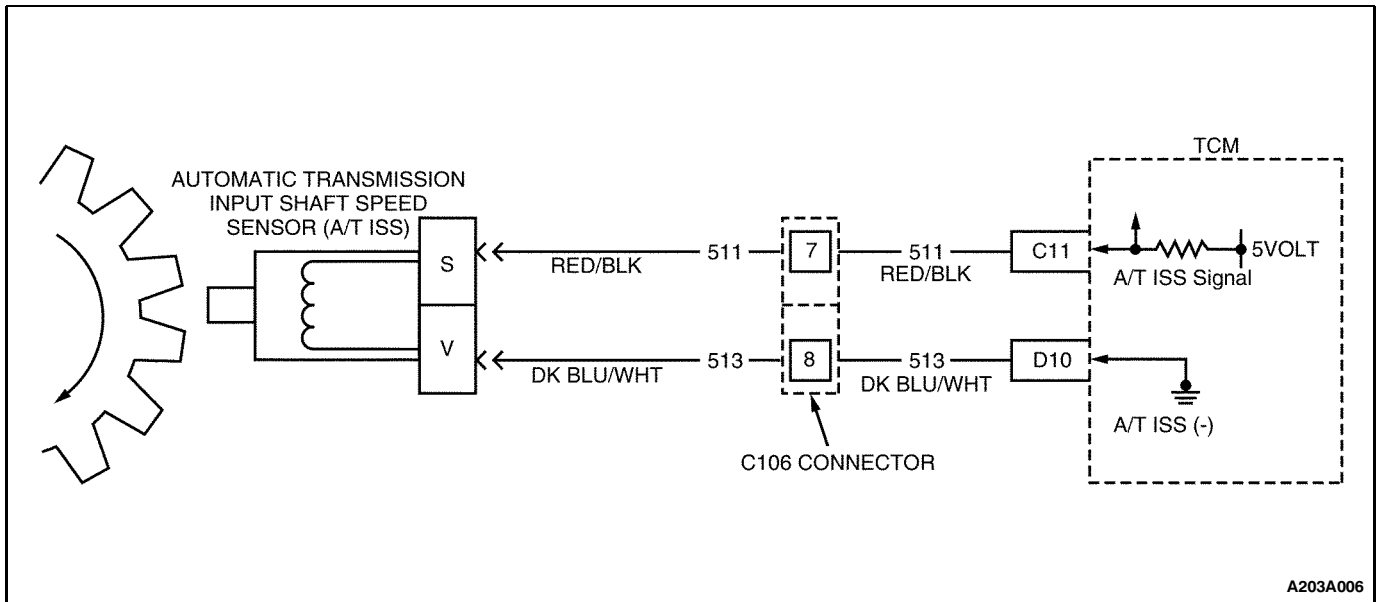 TCM
AUTOMATIC TRANSMISSION
INPUT SHAFT SPEED
SENSOR (A/T ISS)
S
511
7
511
C11
5VOLT
RED/BLK
RED/BLK
A/T ISS Signal
V
513
8
513
D10
DK BLU/WHT
DK BLU/WHT
A/T ISS (-)
C106 CONNECTOR
A203A006